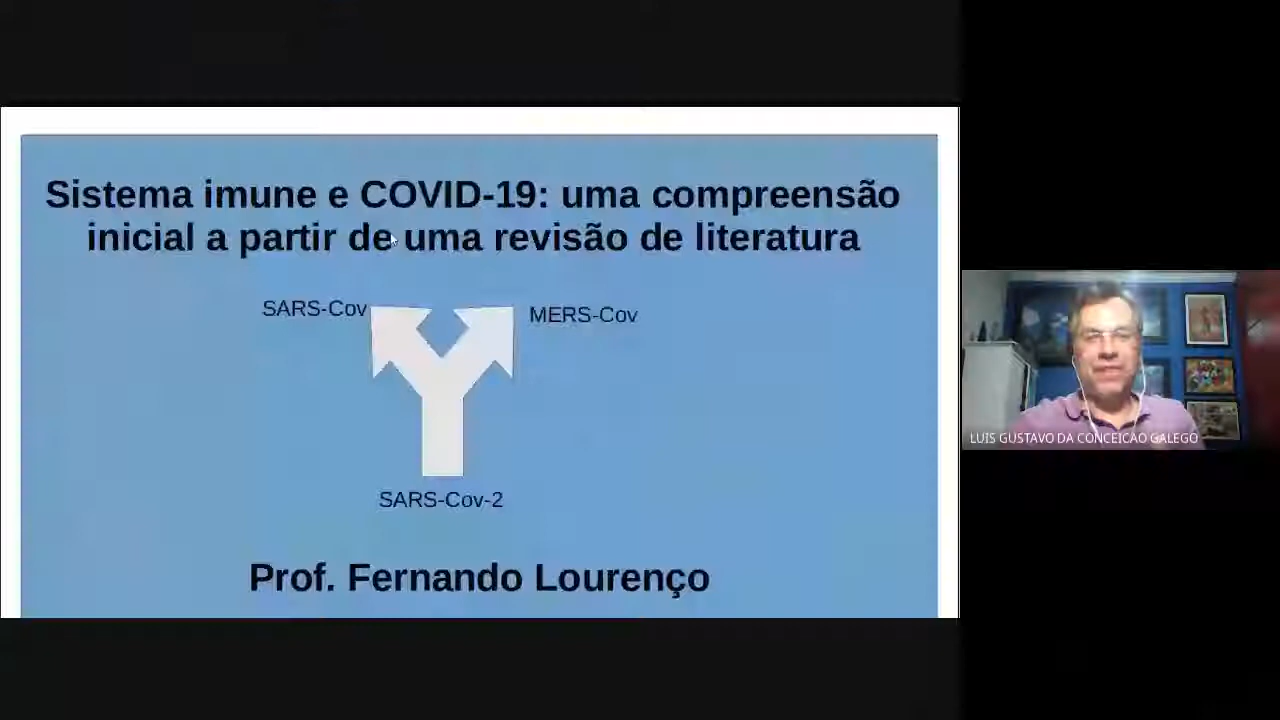 Sistema imune e COVID-19: uma compreensão
inicial a partir de uma revisão de literatura
SARS-Cov
MERS-Cov
SARS-Cov-2
Prof. Fernando Lourenço
LUIS GUSTAVO DA CONCEICAO GALEGO